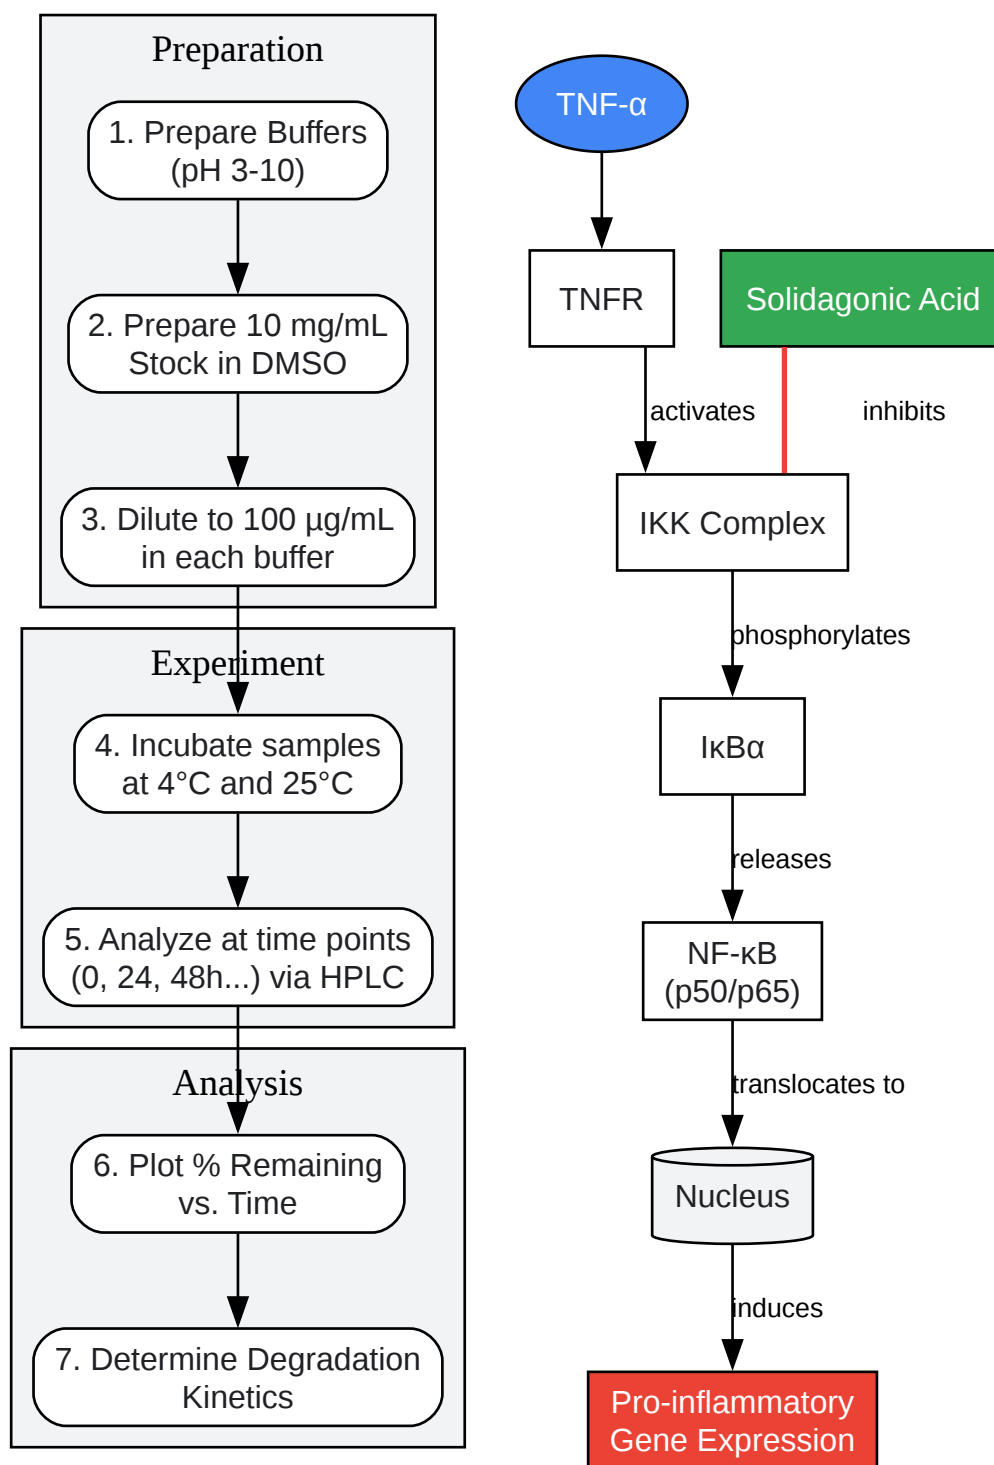 Preparation
1. Prepare Buffers
(pH 3-10)
2. Prepare 10 mg/mL
Stock in DMSO
3. Dilute to 100 µg/mL
in each buffer
Experiment
4. Incubate samples
at 4°C and 25°C
5. Analyze at time points
(0, 24, 48h...) via HPLC
Analysis
6. Plot % Remaining
vs. Time
7. Determine Degradation
Kinetics
TNF-α
TNFR
Solidagonic Acid
activates
inhibits
IKK Complex
phosphorylates
IκBα
releases
NF-κB
(p50/p65)
translocates to
Nucleus
induces
Pro-inflammatory
Gene Expression